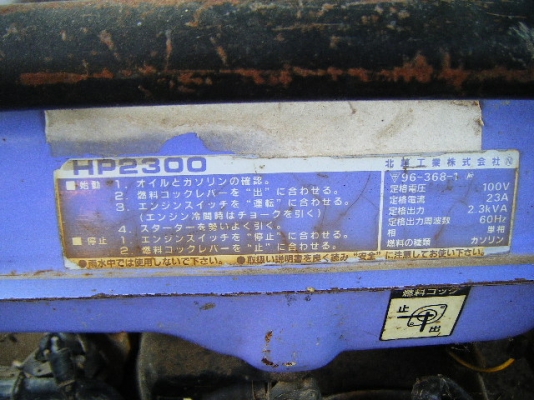 HP2300
■始動 1. オイルとガソリンの確認。
2. 燃料コックレバーを "出" に合わせる。
3. エンジンスイッチを "運転" に合わせる。
(エンジン冷間時はチョークを引く)
4 スターターを勢いよく引く。
■停止 1. エンジンスイッチを "停止" に合わせる。
2. 燃料コックレバーを "止" に合わせる。
●雨水中では使用しないで下さい。 ●取扱い説明書を良く読み "安全" に注意してお使い下さい。
北越工業株式会社
〒96-368-1
定格電圧 100V
定格電流 23A
定格出力 2.3kVA
定格出力周波数 60Hz
相 単相
燃料の種類 ガソリン
燃料コック
止
出